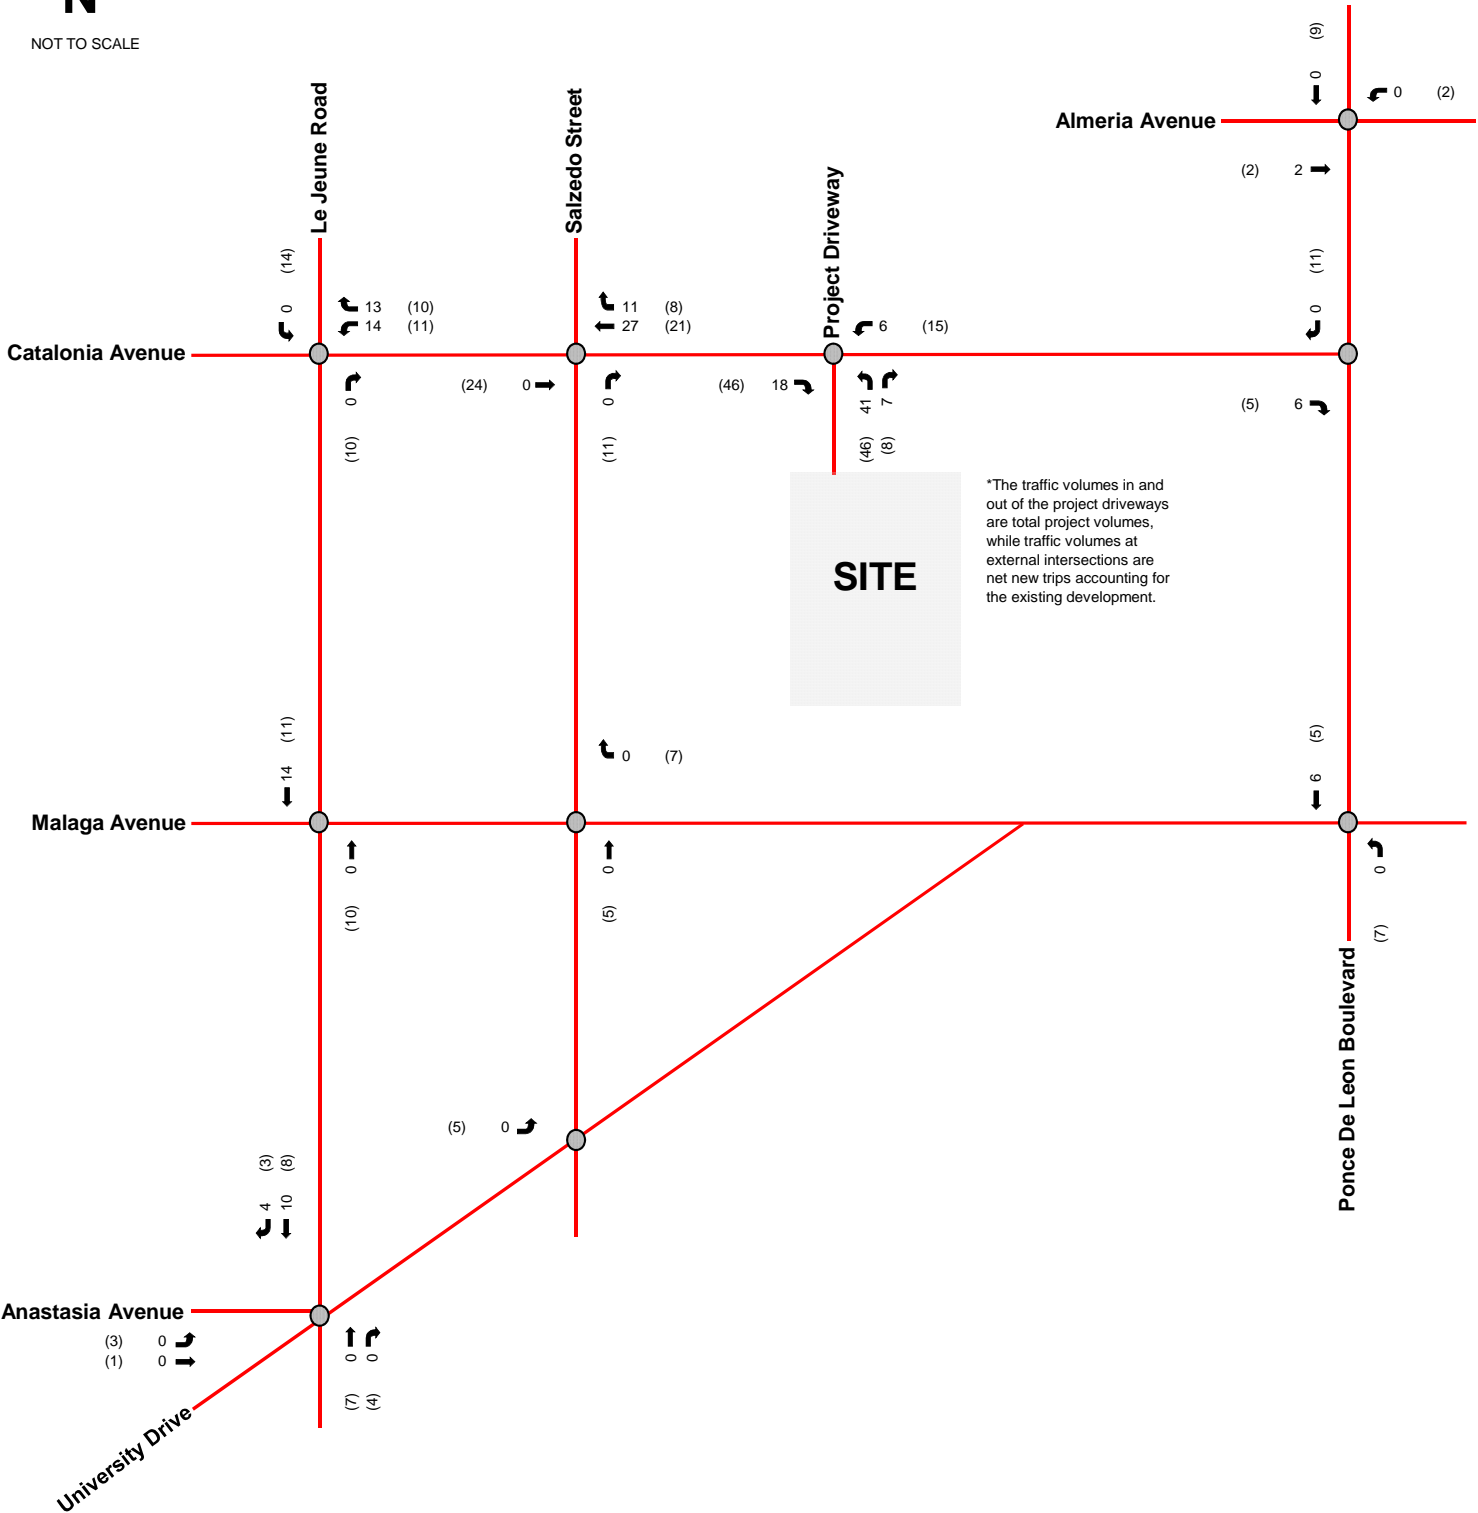 N
NOT TO SCALE
(9)
0
0 (2)
Almeria Avenue
(2) 2
Le Jeune Road
Salzedo Street
Project Driveway
(14)
0
13 (10)
14 (11)
11 (8)
27 (21)
6 (15)
(11)
0
Catalonia Avenue
(24) 0
(46) 18
(5) 6
0
(10)
0
(11)
41 7
(46) (8)
*The traffic volumes in and
out of the project driveways
are total project volumes,
while traffic volumes at
external intersections are
net new trips accounting for
the existing development.
SITE
(11)
14
0 (7)
(5)
6
Malaga Avenue
0
(10)
0
(5)
0
(7)
Ponce De Leon Boulevard
(5) 0
(3) (8)
4 10
Anastasia Avenue
(3) 0
(1) 0
0 0
(7) (4)
University Drive